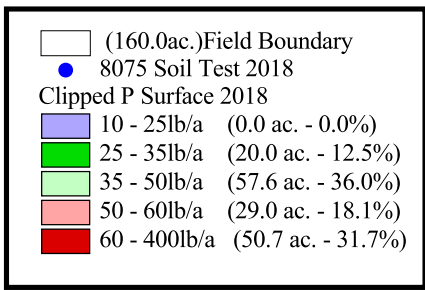 (160.0ac.)Field Boundary
8075 Soil Test 2018
Clipped P Surface 2018
10 - 25lb/a (0.0 ac. - 0.0%)
25 - 35lb/a (20.0 ac. - 12.5%)
35 - 50lb/a (57.6 ac. - 36.0%)
50 - 60lb/a (29.0 ac. - 18.1%)
60 - 400lb/a (50.7 ac. - 31.7%)